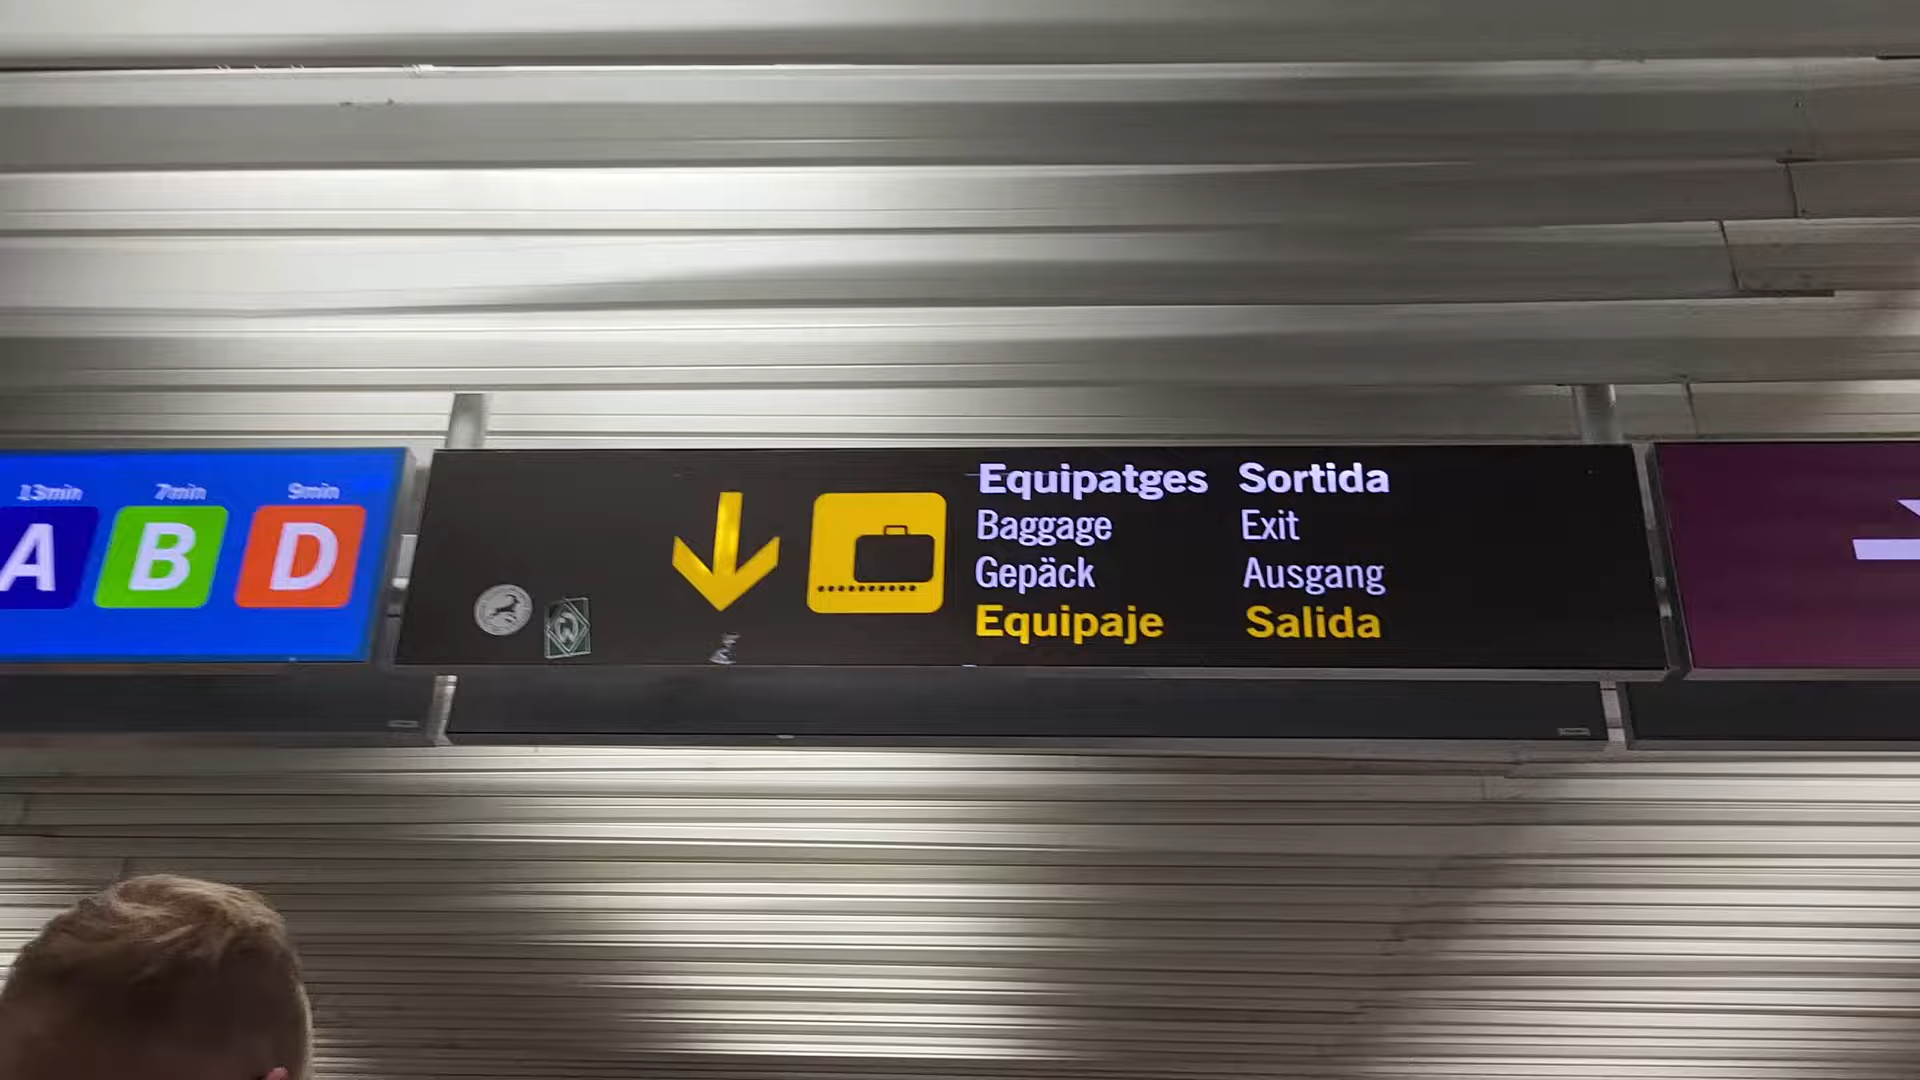 13min 7min 9min
A B D
Equipatges Sortida
Baggage Exit
Gepäck Ausgang
Equipaje Salida